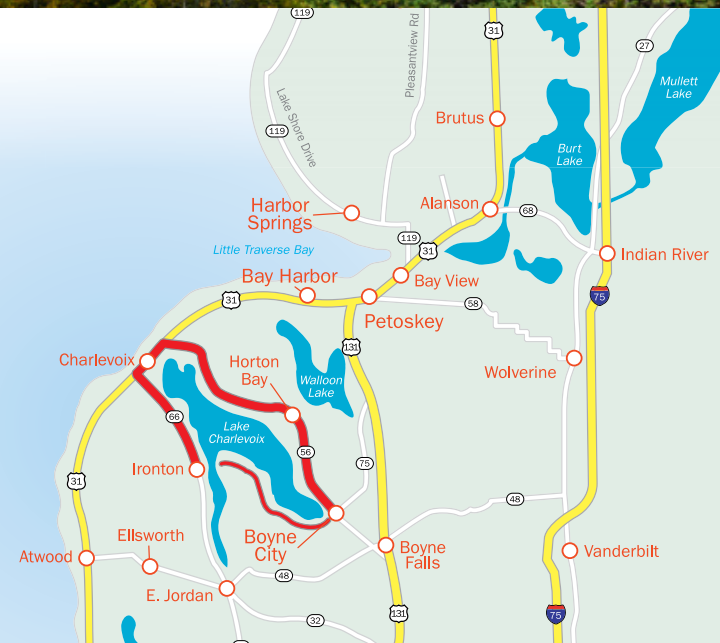 119
31
27
Pleasantview Rd
Mullett
Lake
Lake Shore Drive
119
Brutus
Burt
Lake
Harbor
Springs
Alanson
68
119
31
Little Traverse Bay
Indian River
Bay Harbor
Bay View
31
58
75
Petoskey
131
Charlevoix
Horton
Bay
Walloon
Lake
Wolverine
66
Lake
Charlevoix
56
75
Ironton
31
48
Boyne
City
Ellsworth
Atwood
Boyne
Falls
Vanderbilt
48
E. Jordan
32
131
75